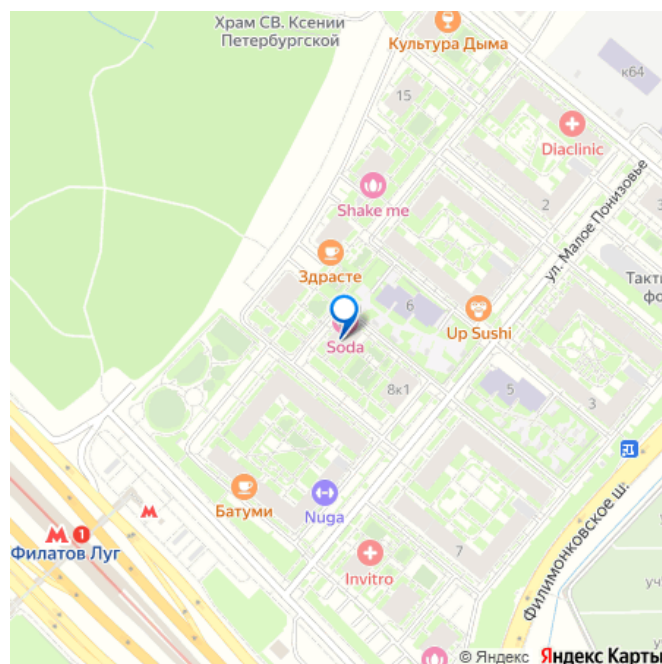 Храм СВ. Ксении
Петербургской
Культура Дыма
к64
15
Diaclinic
Shake me
2
ул. Малое Понизовье
Здрасте
6
Up Sushi
Soda
8к1
5
3
Батуми
Nuga
7
1
Филатов Луг
Invitro
Филимонковское ш.
© Яндекс Яндекс Карты